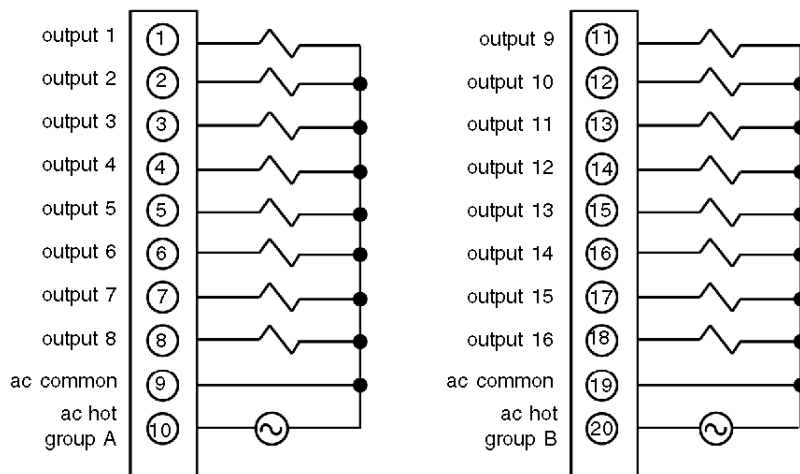 output 1 1
output 2 2
output 3 3
output 4 4
output 5 5
output 6 6
output 7 7
output 8 8
ac common 9
ac hot
group A 10
output 9 11
output 10 12
output 11 13
output 12 14
output 13 15
output 14 16
output 15 17
output 16 18
ac common 19
ac hot
group B 20